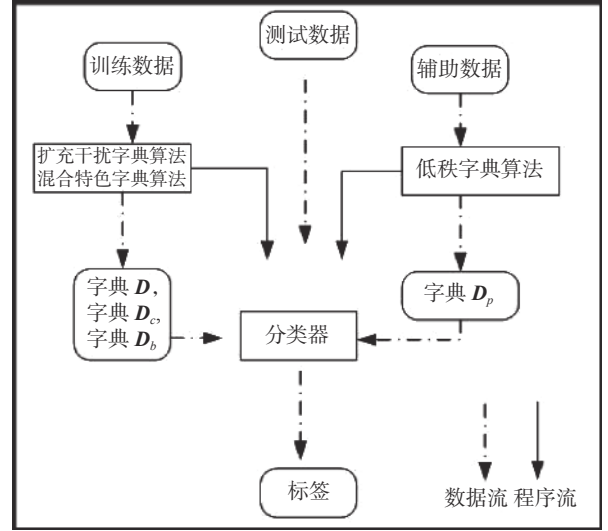 测试数据
训练数据
辅助数据
扩充干扰字典算法
混合特色字典算法
低秩字典算法
字典 D,
字典 Dc,
字典 Db
字典 Dp
分类器
标签
数据流 程序流